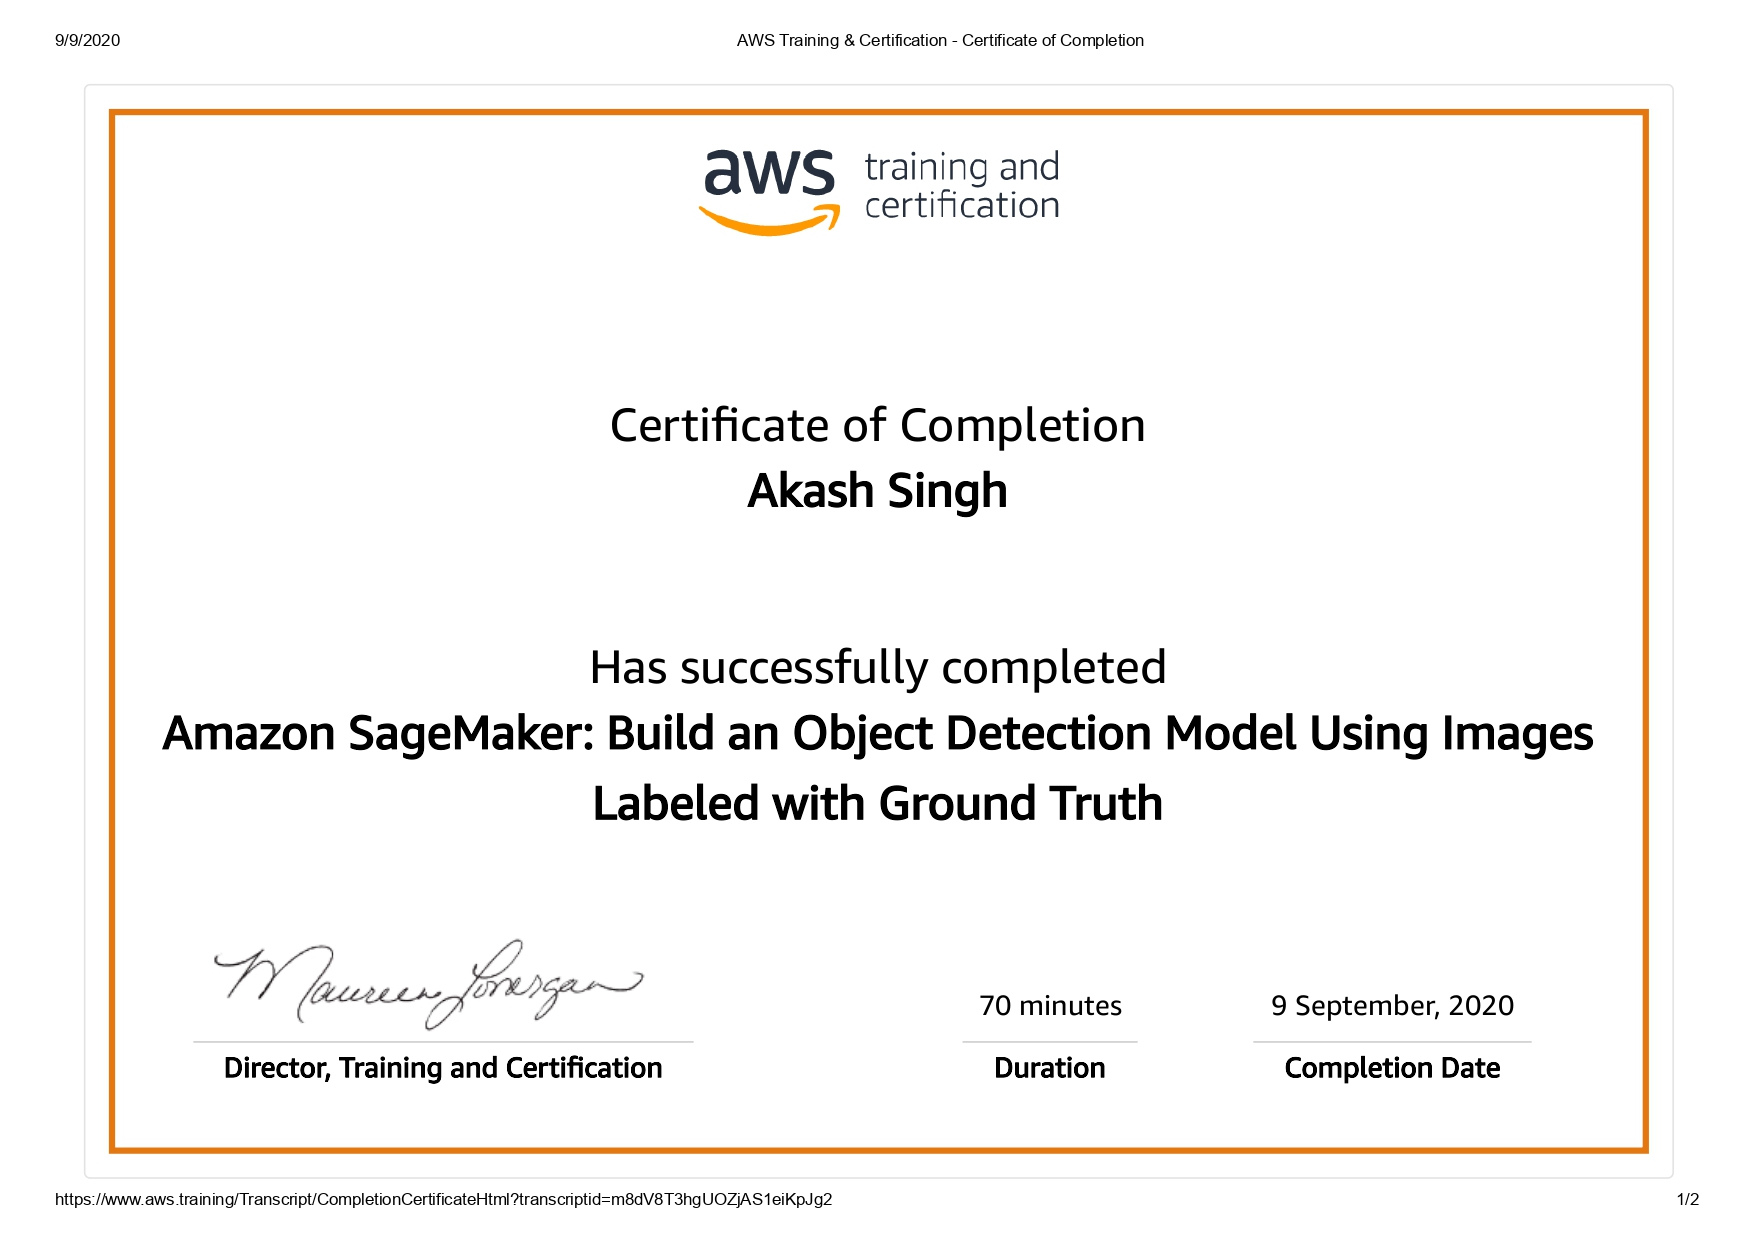 9/9/2020 AWS Training & Certification - Certificate of Completion
aws training and
certification
Certificate of Completion
Akash Singh
Has successfully completed
Amazon SageMaker: Build an Object Detection Model Using Images
Labeled with Ground Truth
Maureen Lonergan
70 minutes 9 September, 2020
Director, Training and Certification Duration Completion Date
https://www.aws.training/Transcript/CompletionCertificateHtml?transcriptid=m8dV8T3hgUOZjAS1eiKpJg2 1/2